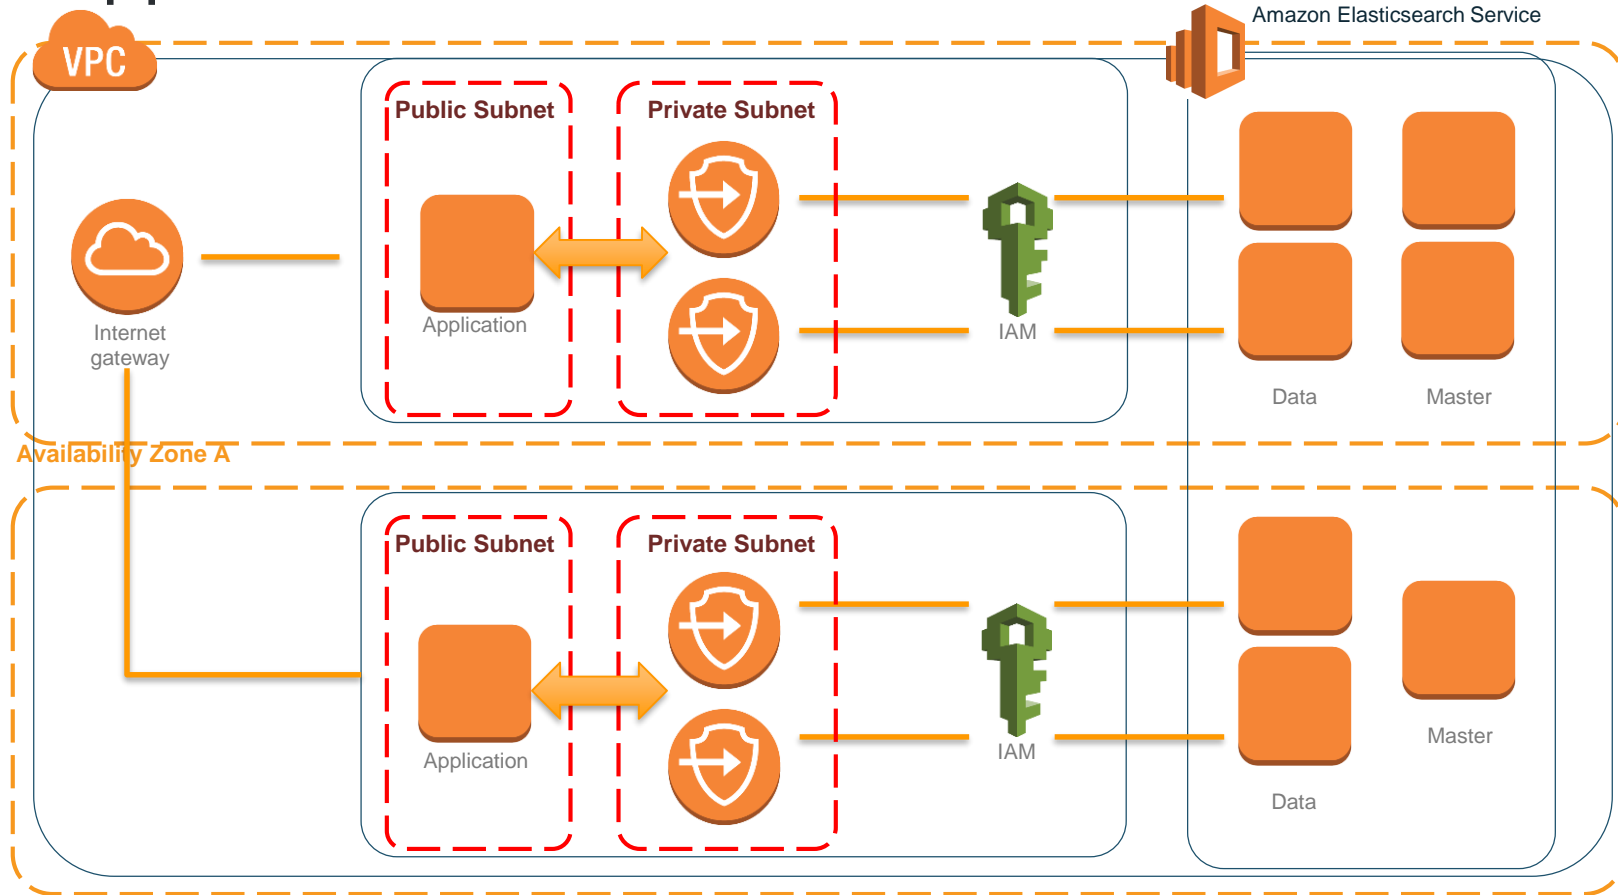 Amazon Elasticsearch Service
VPC
Public Subnet
Private Subnet
Application
Internet
gateway
IAM
Data
Master
Availability Zone A
Public Subnet
Private Subnet
Application
IAM
Master
Data